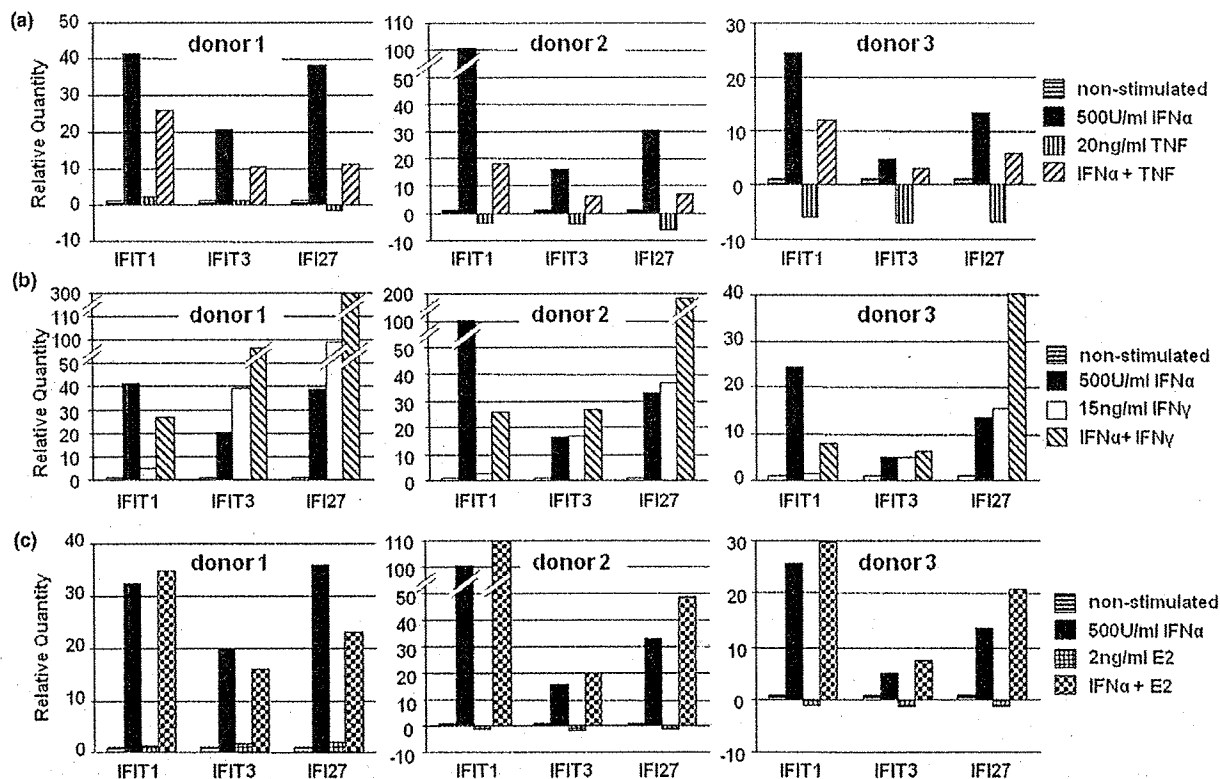 (a)
Relative Quantity
50
40
30
20
10
0
-10
donor 1
IFIT1 IFIT3 IFI27
110
100
50
40
30
20
10
0
-10
donor 2
IFIT1 IFIT3 IFI27
30
20
10
0
-10
donor 3
IFIT1 IFIT3 IFI27
non-stimulated
500U/ml IFNα
20ng/ml TNF
IFNα + TNF
(b)
Relative Quantity
300
110
100
50
40
30
20
10
0
donor 1
IFIT1 IFIT3 IFI27
200
100
50
40
30
20
10
0
donor 2
IFIT1 IFIT3 IFI27
40
30
20
10
0
donor 3
IFIT1 IFIT3 IFI27
non-stimulated
500U/ml IFNα
15ng/ml IFNγ
IFNα+ IFNγ
(c)
Relative Quantity
40
30
20
10
0
donor 1
IFIT1 IFIT3 IFI27
110
100
50
40
30
20
10
0
-10
donor 2
IFIT1 IFIT3 IFI27
30
20
10
0
-10
donor 3
IFIT1 IFIT3 IFI27
non-stimulated
500U/ml IFNα
2ng/ml E2
IFNα + E2